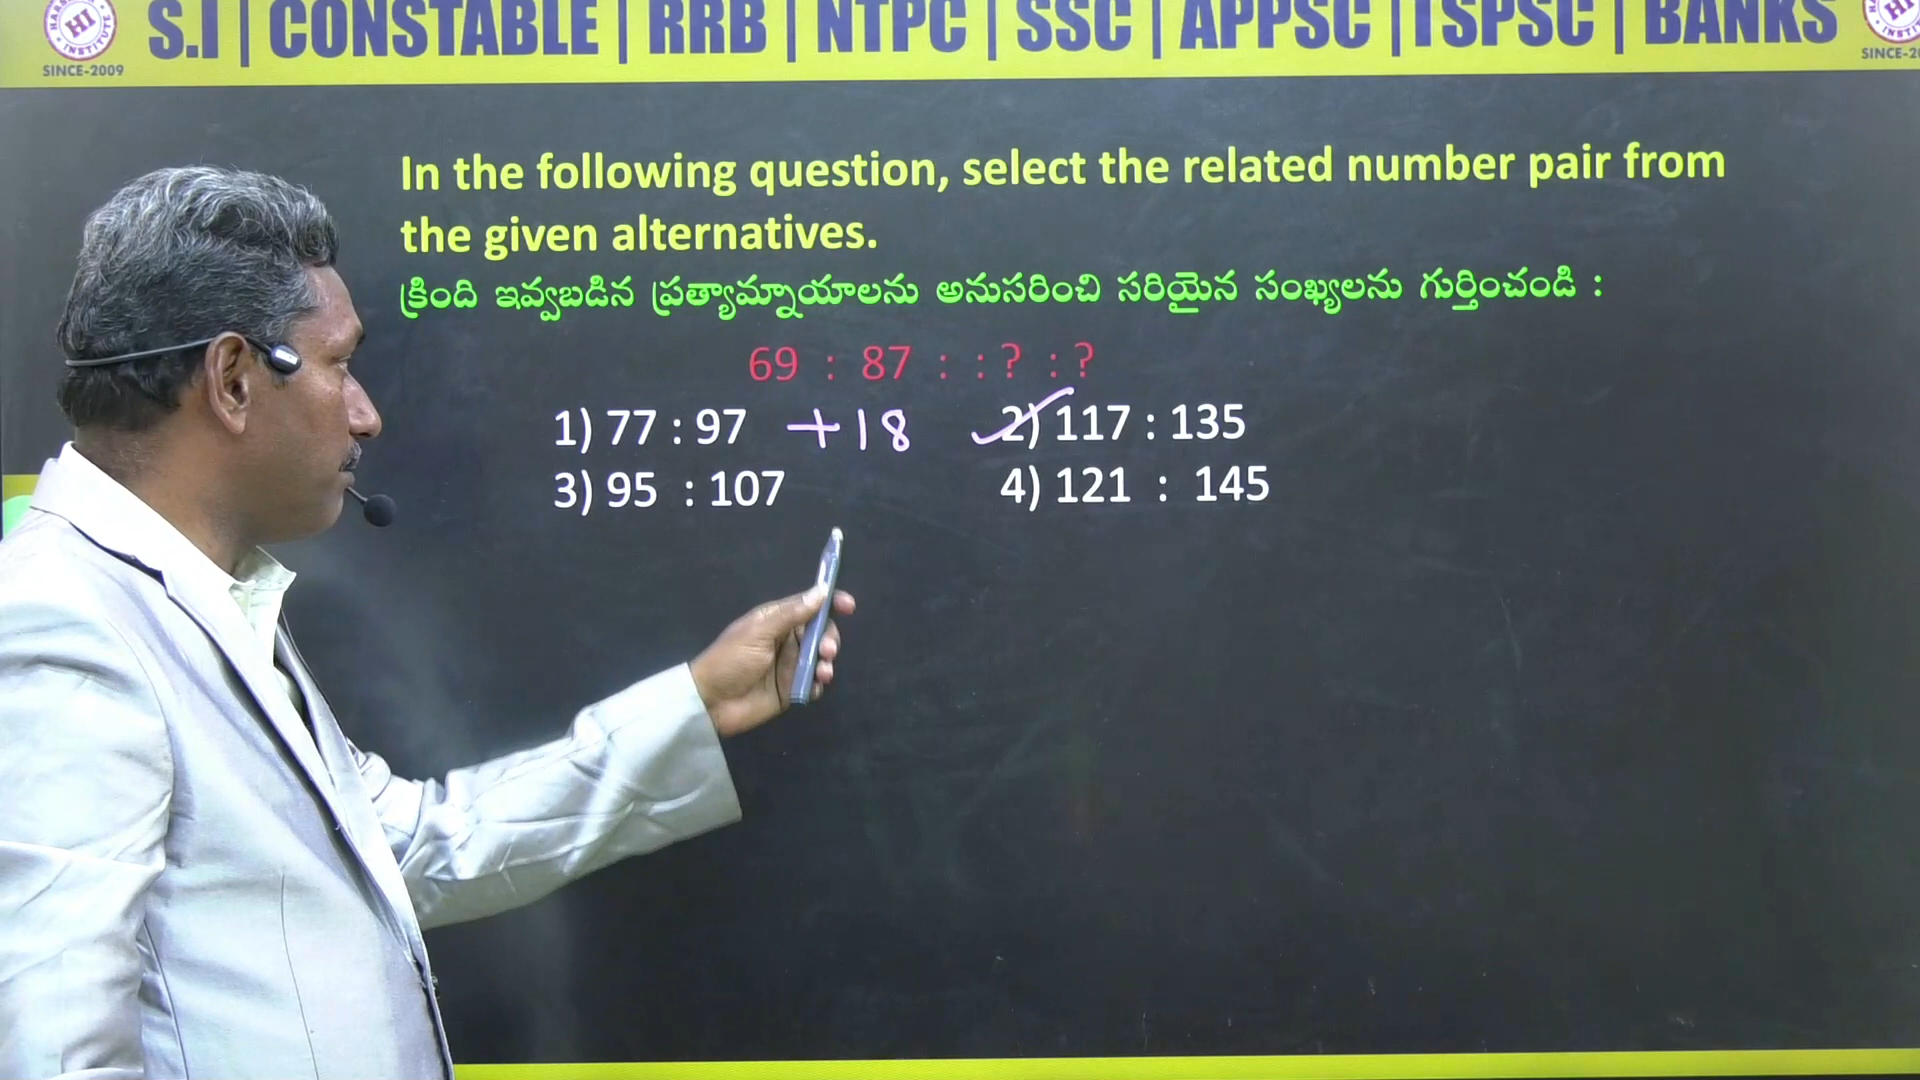 S.I | CONSTABLE | RRB | NTPC | SSC | APPSC | TSPSC | BANKS
HI
INSTITUTE
SINCE-2009
In the following question, select the related number pair from
the given alternatives.
క్రింది ఇవ్వబడిన ప్రత్యామ్నాయాలను అనుసరించి సరియైన సంఖ్యలను గుర్తించండి :
69 : 87 : : ? : ?
1) 77 : 97 +18 2) 117 : 135
3) 95 : 107 4) 121 : 145